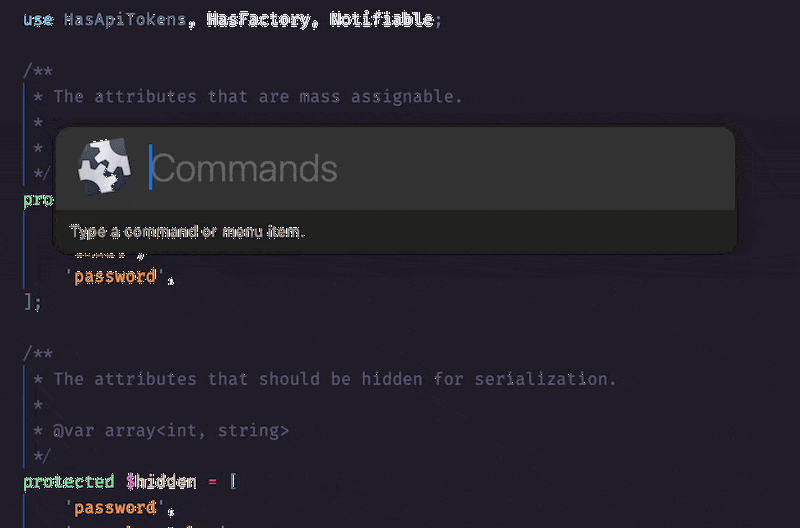 use HasApiTokens, HasFactory, Notifiable;
/**
* The attributes that are mass assignable.
*
*
*/
Commands
pro
Type a command or menu item.
'password',
];
/**
* The attributes that should be hidden for serialization.
*
* @var array<int, string>
*/
protected $hidden = [
'password',